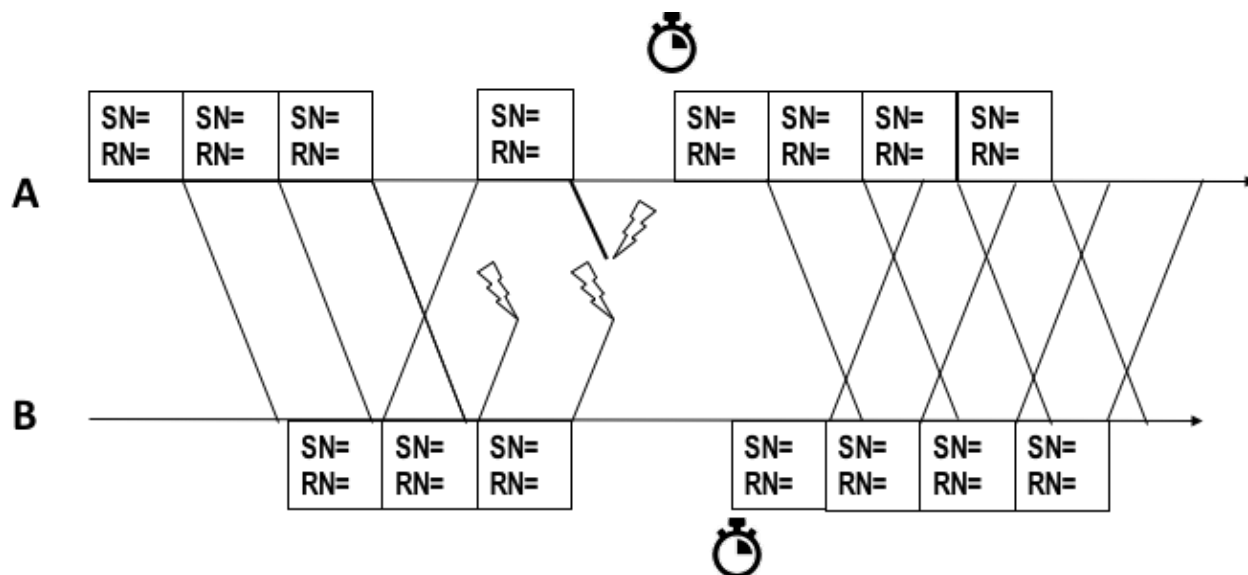 SN= SN= SN= SN= SN= SN= SN= SN=
RN= RN= RN= RN= RN= RN= RN= RN=
A
B
SN= SN= SN= SN= SN= SN= SN=
RN= RN= RN= RN= RN= RN= RN=